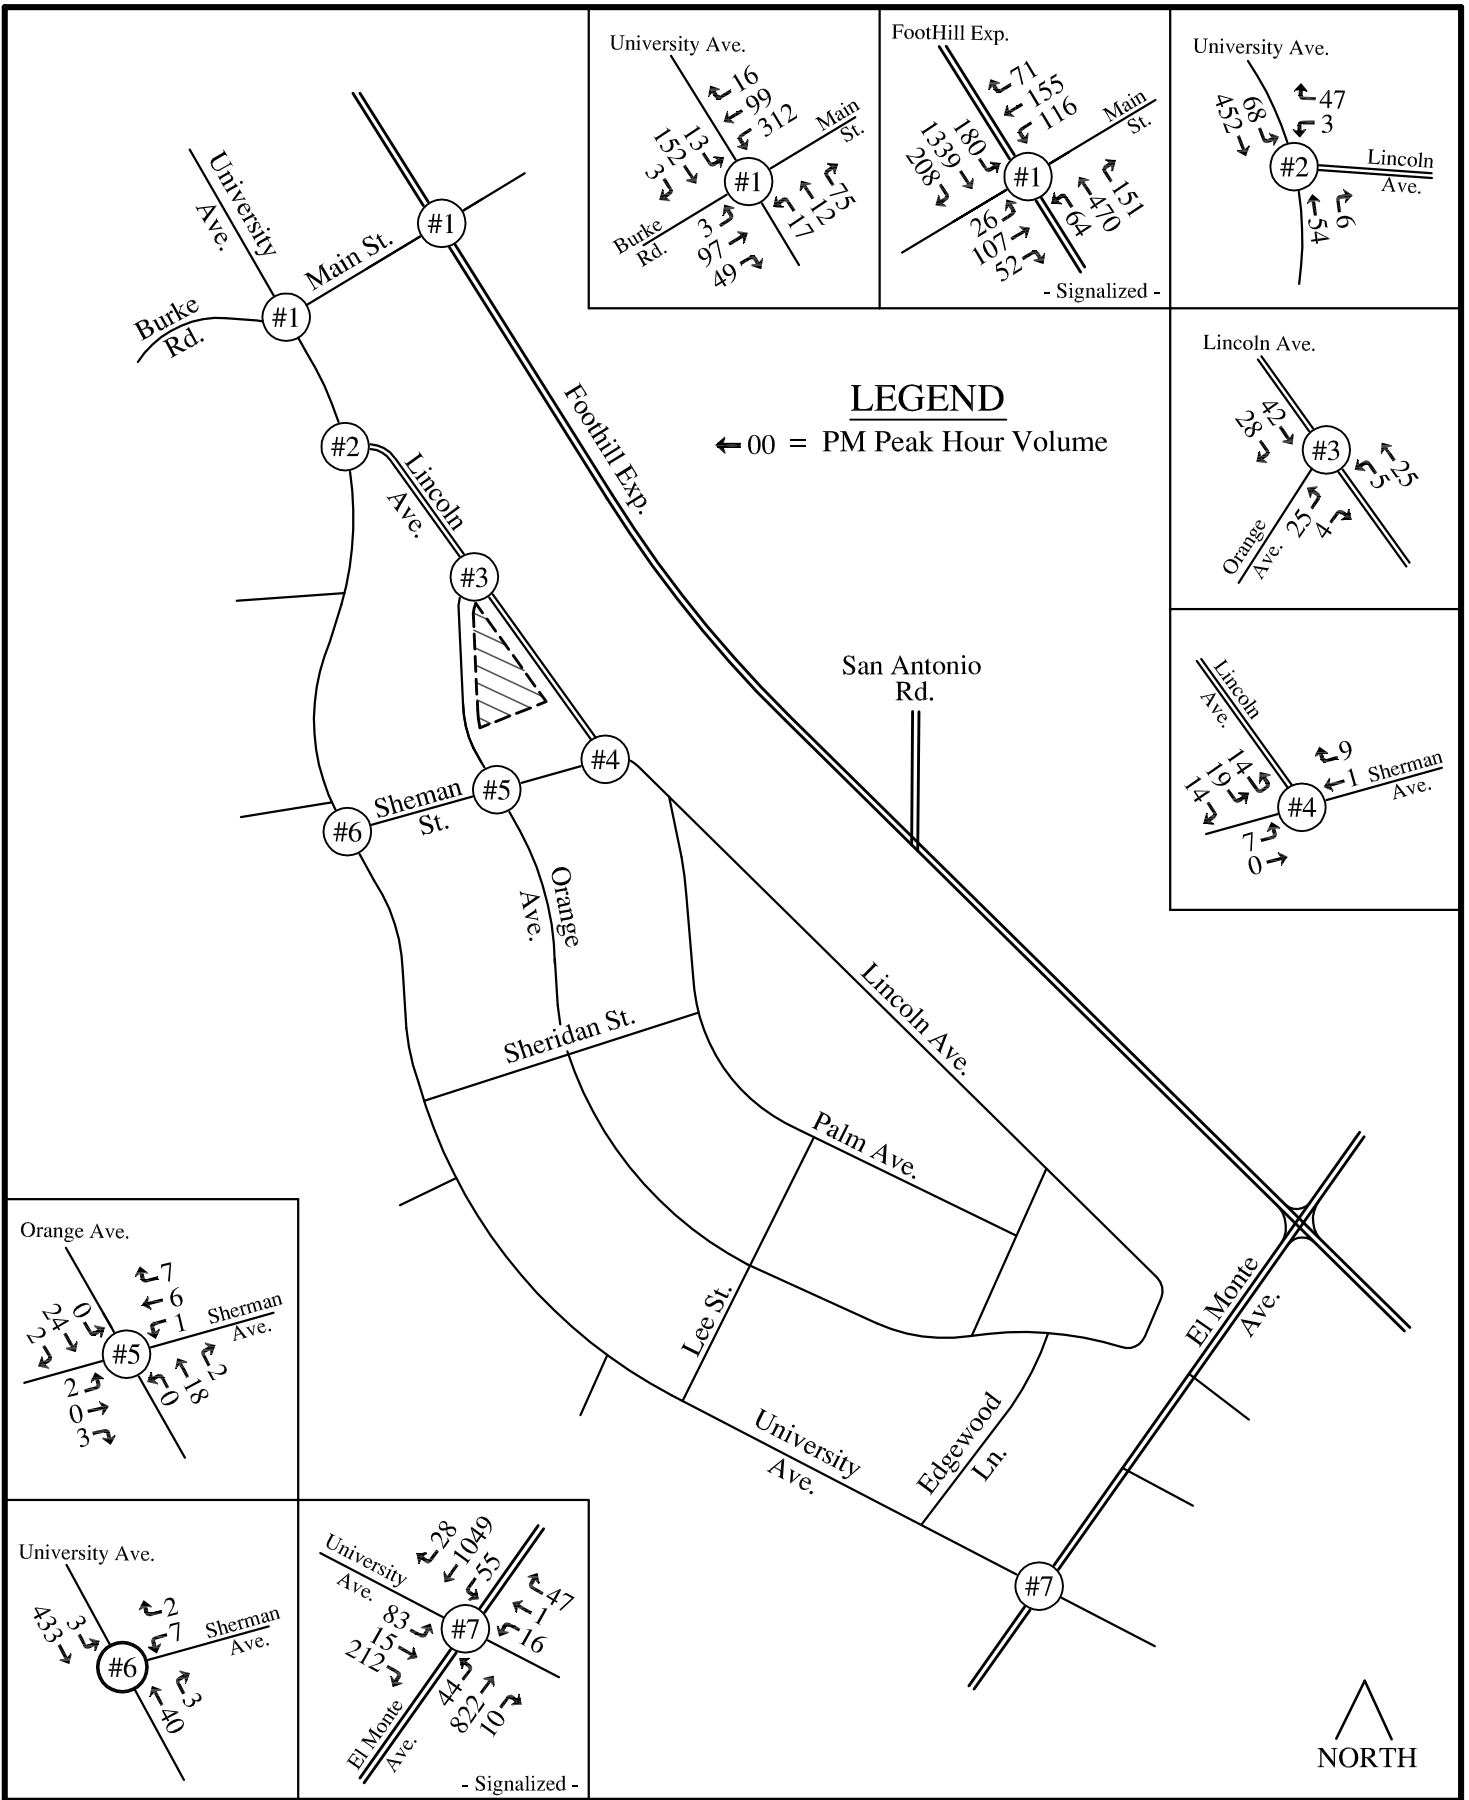 University Ave.
16
99
312
13
152
3
Main
St.
#1
Burke
Rd.
3
97
49
75
12
17
FootHill Exp.
71
155
116
180
1339
208
Main
St.
#1
26
107
52
151
470
64
- Signalized -
University Ave.
47
3
68
452
#2
Lincoln
Ave.
54
6
Lincoln Ave.
42
28
#3
25
5
25
4
Orange
Ave.
Lincoln
Ave.
14
19
14
9
1
Sherman
Ave.
#4
7
0
LEGEND
00 = PM Peak Hour Volume
University
Ave.
Main St.
#1
#1
Burke
Rd.
#2
Lincoln
Ave.
Foothill Exp.
#3
San Antonio
Rd.
#4
#5
Sheman
St.
#6
Orange
Ave.
Sheridan St.
Lincoln Ave.
Palm Ave.
Lee St.
El Monte
Ave.
University
Ave.
Edgewood
Ln.
#7
Orange Ave.
7
6
1
0
24
2
Sherman
Ave.
#5
2
0
3
2
18
0
University Ave.
2
7
3
433
Sherman
Ave.
#6
3
40
University
Ave.
28
1049
55
47
1
16
83
15
212
#7
44
822
10
El Monte
Ave.
- Signalized -
NORTH